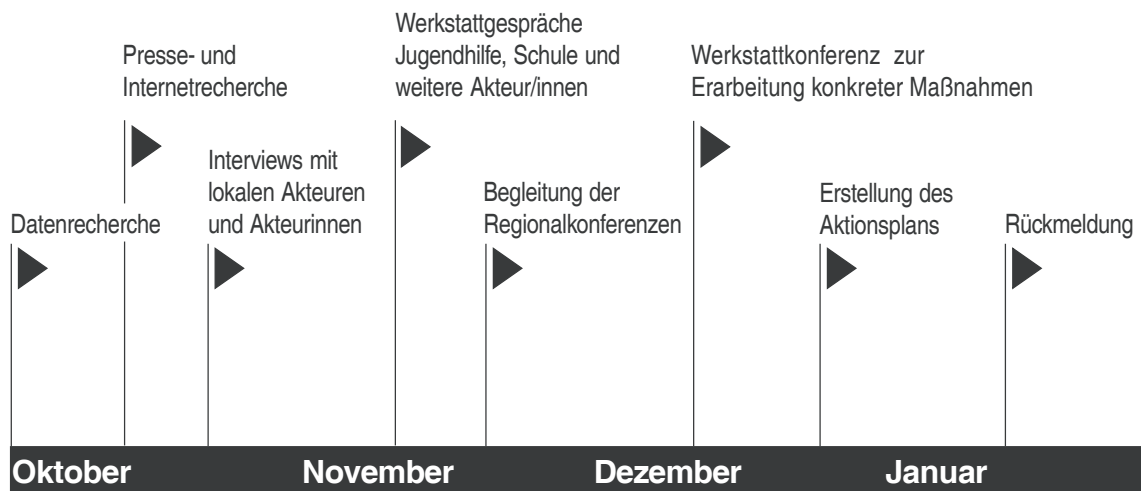 Presse- und
Internetrecherche
Werkstattgespräche
Jugendhilfe, Schule und
weitere Akteur/innen
Werkstattkonferenz zur
Erarbeitung konkreter Maßnahmen
Datenrecherche
Interviews mit
lokalen Akteuren
und Akteurinnen
Begleitung der
Regionalkonferenzen
Erstellung des
Aktionsplans
Rückmeldung
Oktober November Dezember Januar